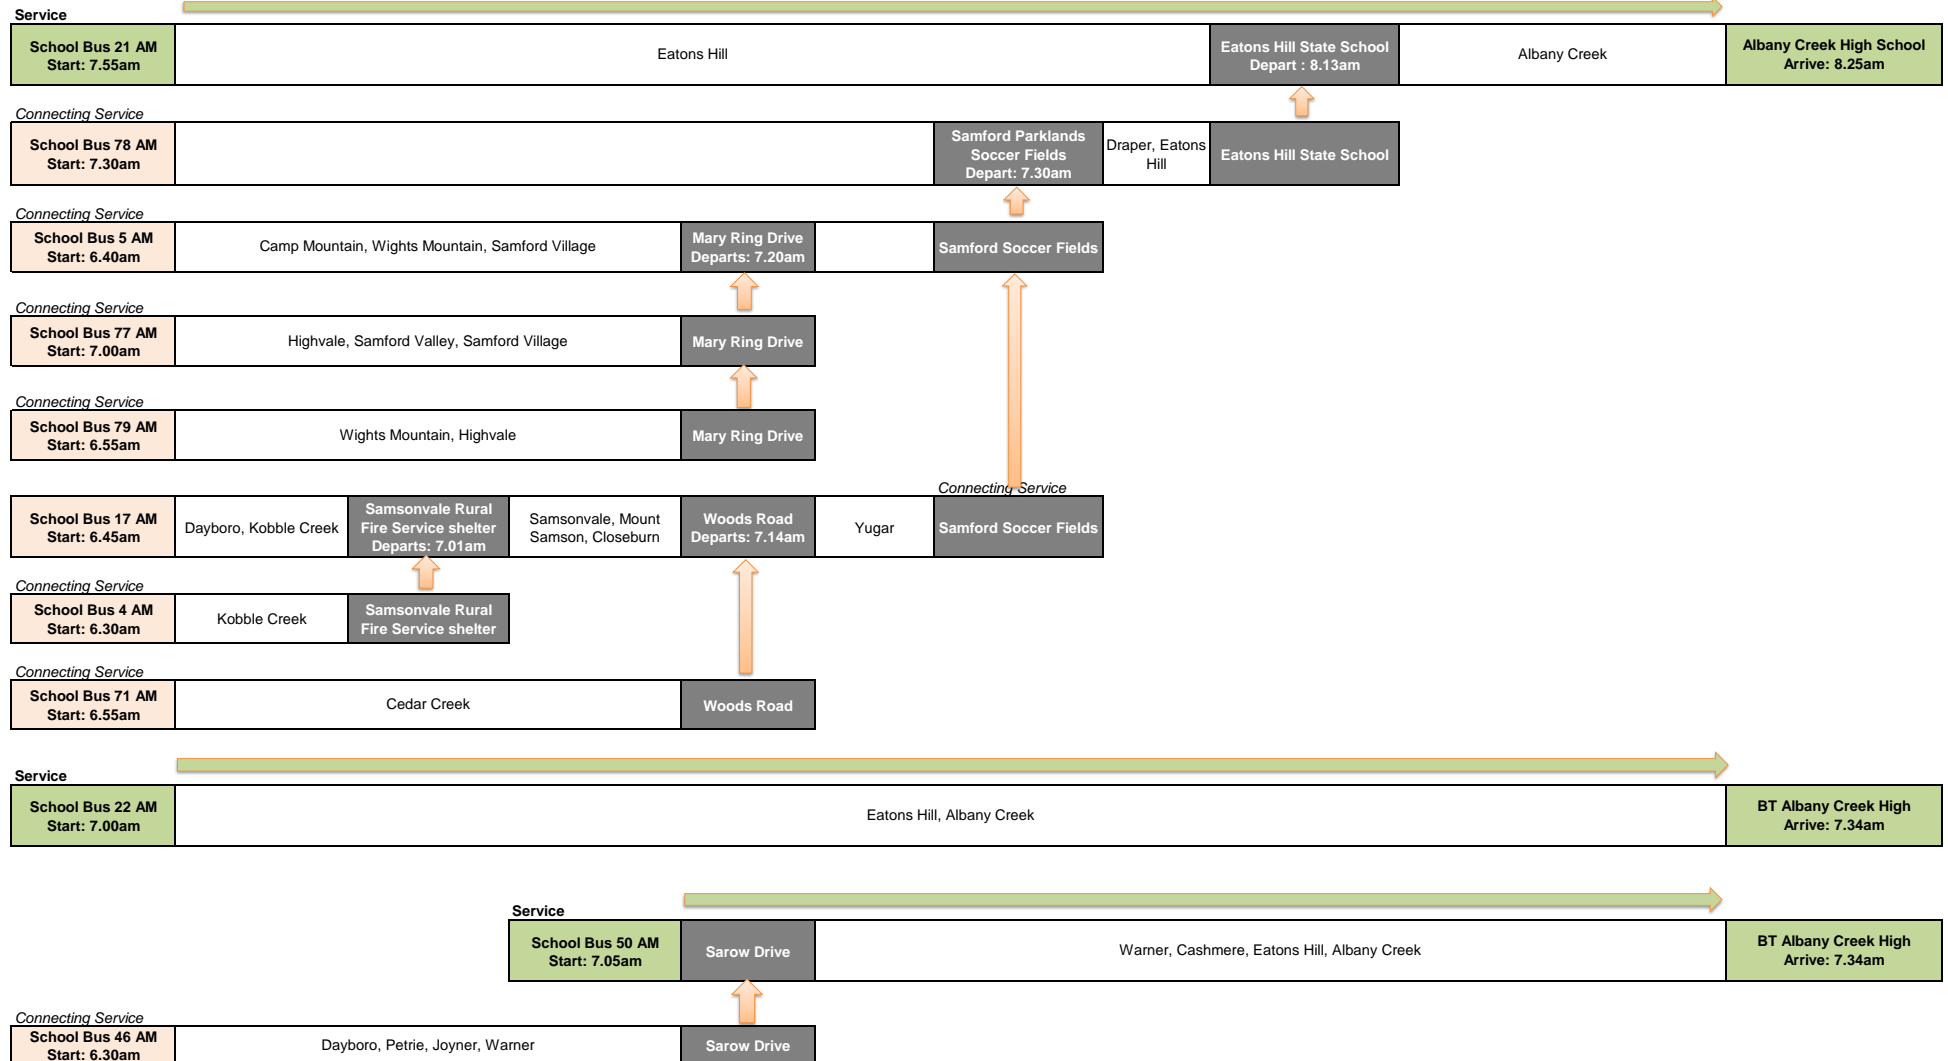 Service
School Bus 21 AM
Start: 7.55am
Eatons Hill
Eatons Hill State School
Depart : 8.13am
Albany Creek
Albany Creek High School
Arrive: 8.25am
Connecting Service
School Bus 78 AM
Start: 7.30am
Samford Parklands
Soccer Fields
Depart: 7.30am
Draper, Eatons
Hill
Eatons Hill State School
Connecting Service
School Bus 5 AM
Start: 6.40am
Camp Mountain, Wights Mountain, Samford Village
Mary Ring Drive
Departs: 7.20am
Samford Soccer Fields
Connecting Service
School Bus 77 AM
Start: 7.00am
Highvale, Samford Valley, Samford Village
Mary Ring Drive
Connecting Service
School Bus 79 AM
Start: 6.55am
Wights Mountain, Highvale
Mary Ring Drive
Connecting Service
School Bus 17 AM
Start: 6.45am
Dayboro, Kobble Creek
Samsonvale Rural
Fire Service shelter
Departs: 7.01am
Samsonvale, Mount
Samson, Closeburn
Woods Road
Departs: 7.14am
Yugar
Samford Soccer Fields
Connecting Service
School Bus 4 AM
Start: 6.30am
Kobble Creek
Samsonvale Rural
Fire Service shelter
Connecting Service
School Bus 71 AM
Start: 6.55am
Cedar Creek
Woods Road
Service
School Bus 22 AM
Start: 7.00am
Eatons Hill, Albany Creek
BT Albany Creek High
Arrive: 7.34am
Service
School Bus 50 AM
Start: 7.05am
Sarow Drive
Warner, Cashmere, Eatons Hill, Albany Creek
BT Albany Creek High
Arrive: 7.34am
Connecting Service
School Bus 46 AM
Start: 6.30am
Dayboro, Petrie, Joyner, Warner
Sarow Drive